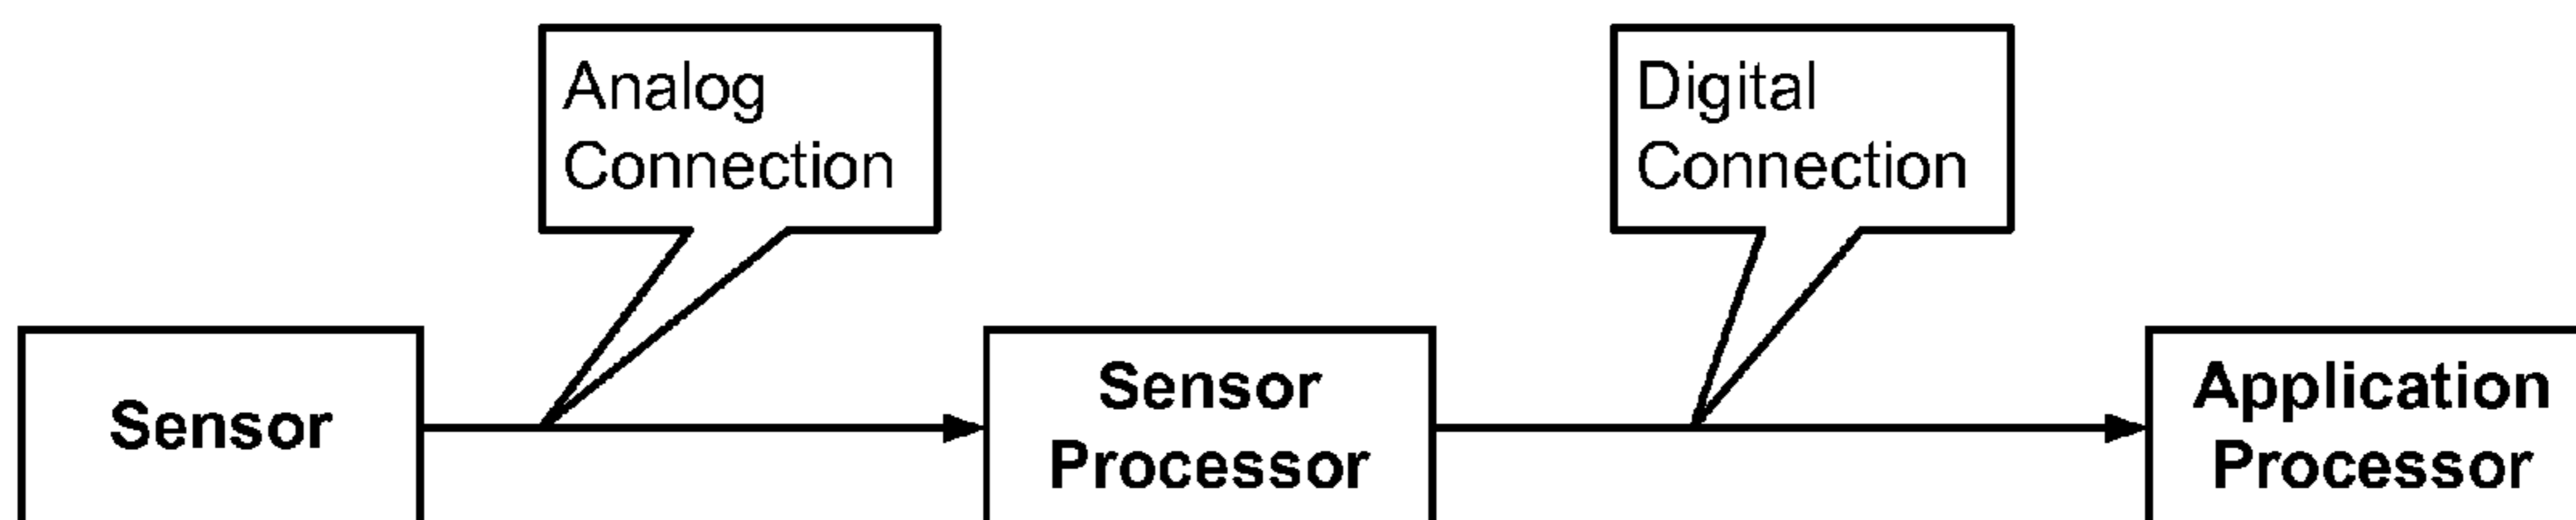 Analog
Connection
Digital
Connection
Sensor
Sensor
Processor
Application
Processor